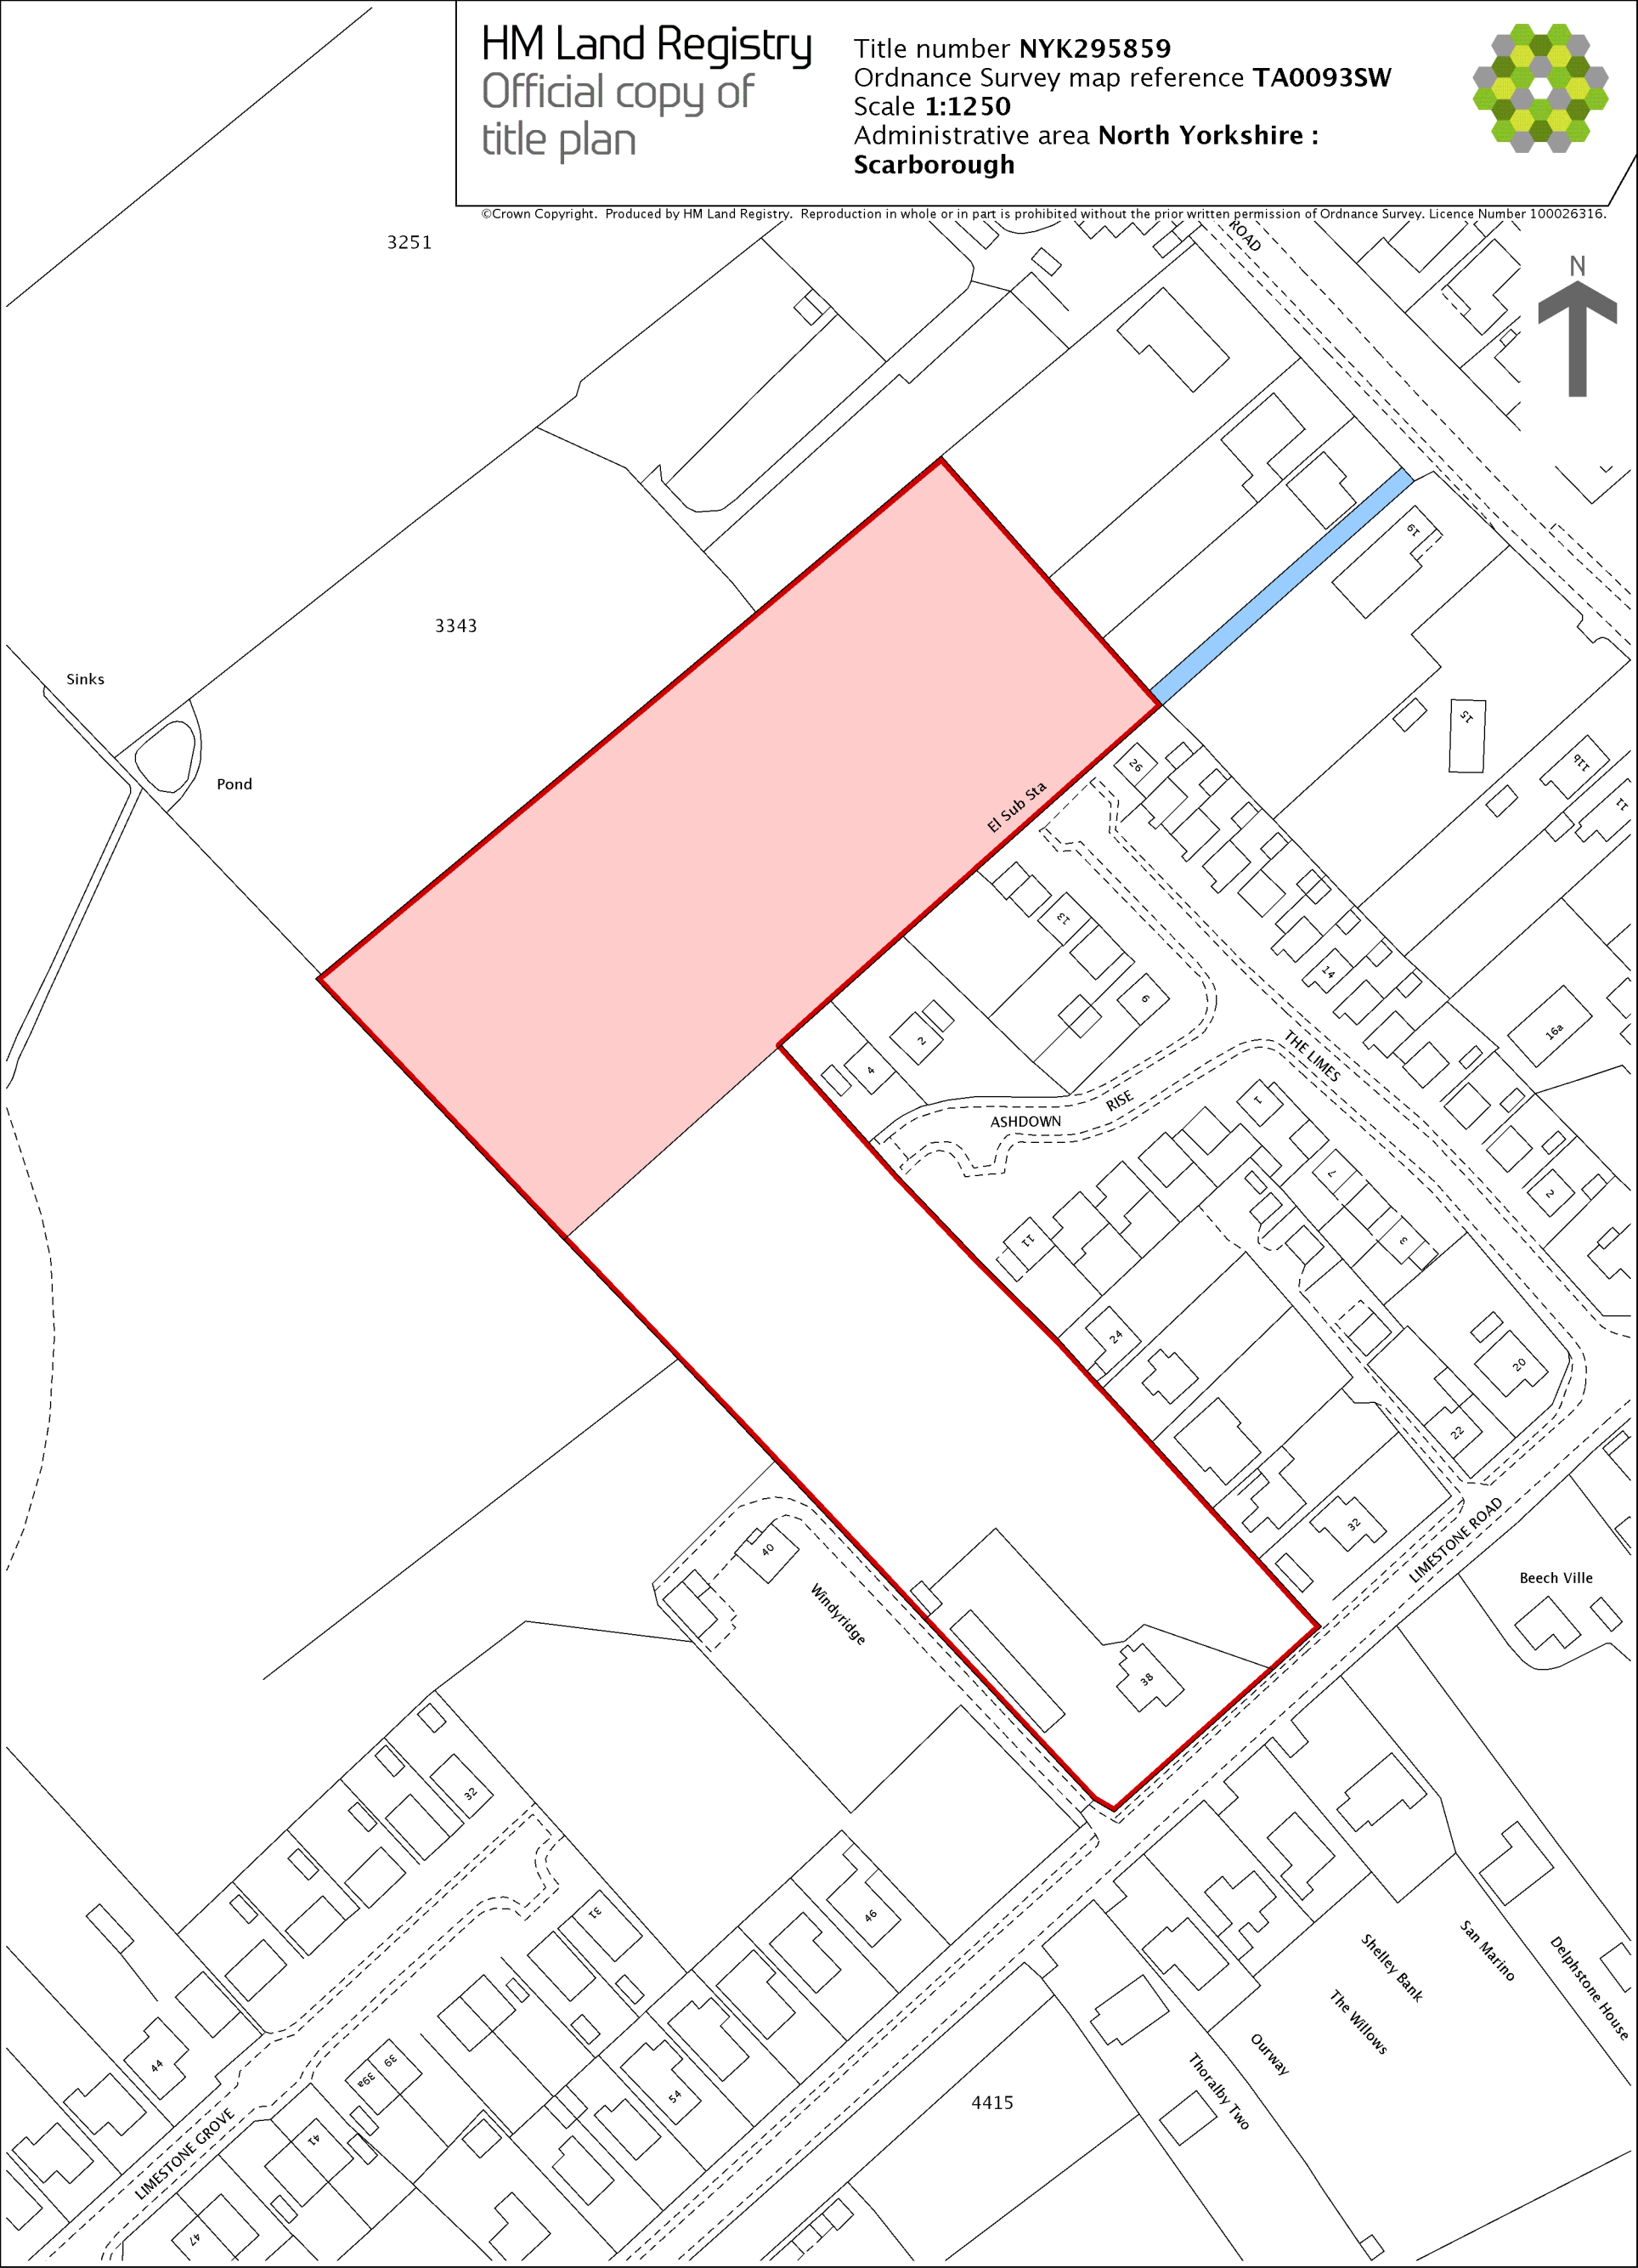 HM Land Registry
Official copy of
title plan
Title number NYK295859
Ordnance Survey map reference TA0093SW
Scale 1:1250
Administrative area North Yorkshire :
Scarborough
©Crown Copyright. Produced by HM Land Registry. Reproduction in whole or in part is prohibited without the prior written permission of Ordnance Survey. Licence Number 100026316.
ROAD
3251
N
19
3343
Sinks
15
26
11b
Pond
El Sub Sta
11
13
14
6
2
16a
4
THE LIMES
RISE
ASHDOWN
1
7
2
11
3
24
20
22
32
LIMESTONE ROAD
40
Beech Ville
Windyridge
38
32
31
46
Shelley Bank
San Marino
Delphstone House
The Willows
Ourway
44
39
39a
54
Thoralby Two
4415
41
LIMESTONE GROVE
47